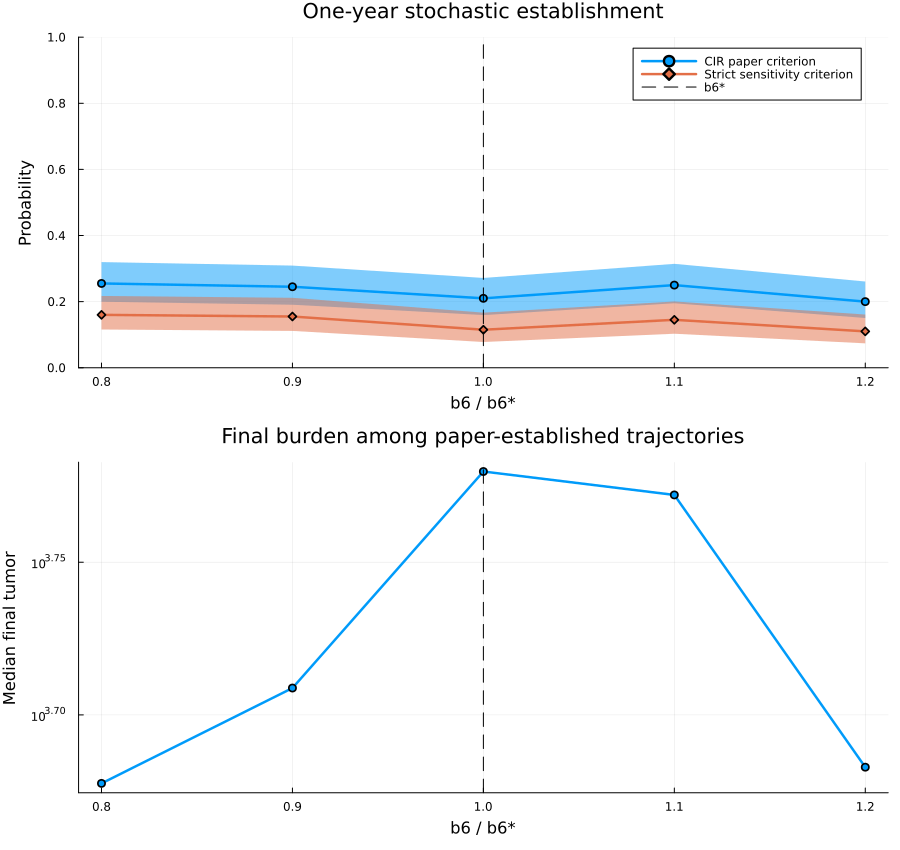 One-year stochastic establishment
1.0
0.8
0.6
0.4
0.2
0.0
Probability
CIR paper criterion
Strict sensitivity criterion
b6*
0.8 0.9 1.0 1.1 1.2
b6 / b6*
Final burden among paper-established trajectories
10^3.75
10^3.70
Median final tumor
0.8 0.9 1.0 1.1 1.2
b6 / b6*